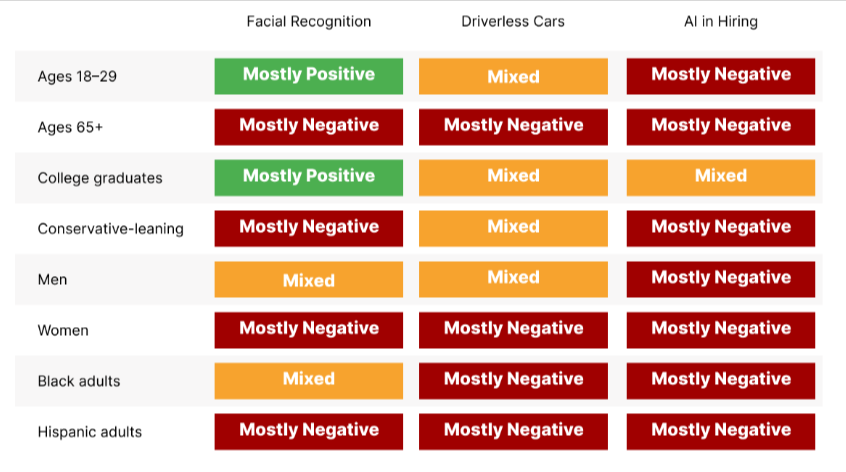 Facial Recognition Driverless Cars AI in Hiring
Ages 18–29 Mostly Positive Mixed Mostly Negative
Ages 65+ Mostly Negative Mostly Negative Mostly Negative
College graduates Mostly Positive Mixed Mixed
Conservative-leaning Mostly Negative Mixed Mostly Negative
Men Mixed Mixed Mostly Negative
Women Mostly Negative Mostly Negative Mostly Negative
Black adults Mixed Mostly Negative Mostly Negative
Hispanic adults Mostly Negative Mostly Negative Mostly Negative